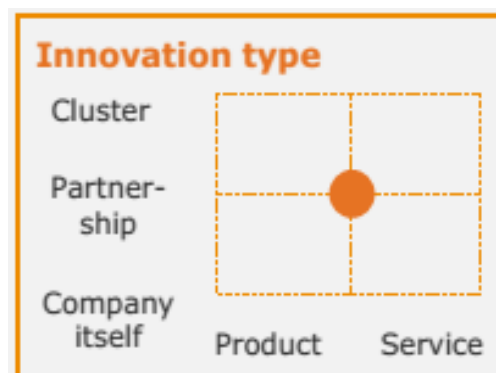 Innovation type
Cluster
Partner-
ship
Company
itself
Product
Service